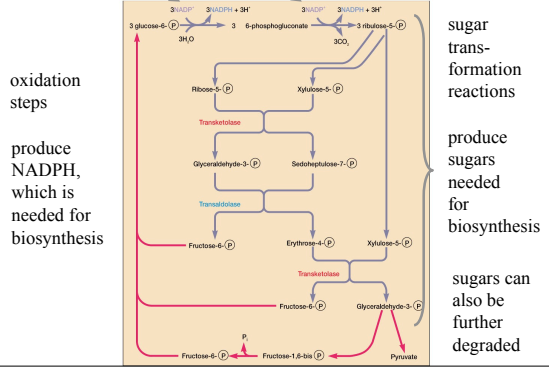 3NADP⁺ 3NADPH + 3H⁺ 3NADP⁺ 3NADPH + 3H⁺
3 glucose-6-P 3 6-phosphogluconate 3 ribulose-5-P
3H₂O 3CO₂
Ribose-5-P Xylulose-5-P
Transketolase
Glyceraldehyde-3-P Sedoheptulose-7-P
Transaldolase
Fructose-6-P Erythrose-4-P Xylulose-5-P
Transketolase
Fructose-6-P Glyceraldehyde-3-P
Pᵢ
Fructose-6-P Fructose-1,6-bis P Pyruvate
oxidation
steps
produce
NADPH,
which is
needed for
biosynthesis
sugar
trans-
formation
reactions
produce
sugars
needed
for
biosynthesis
sugars can
also be
further
degraded